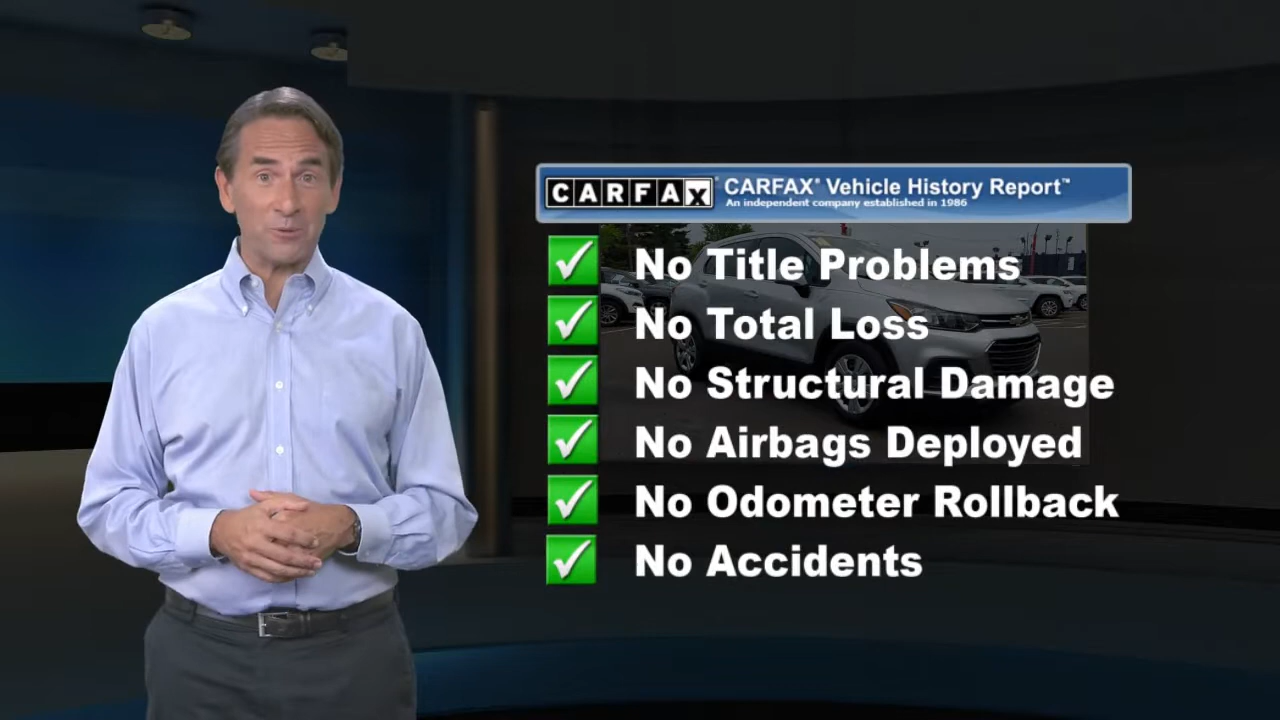 CARFAX® CARFAX® Vehicle History Report™
An independent company established in 1986
No Title Problems
No Total Loss
No Structural Damage
No Airbags Deployed
No Odometer Rollback
No Accidents